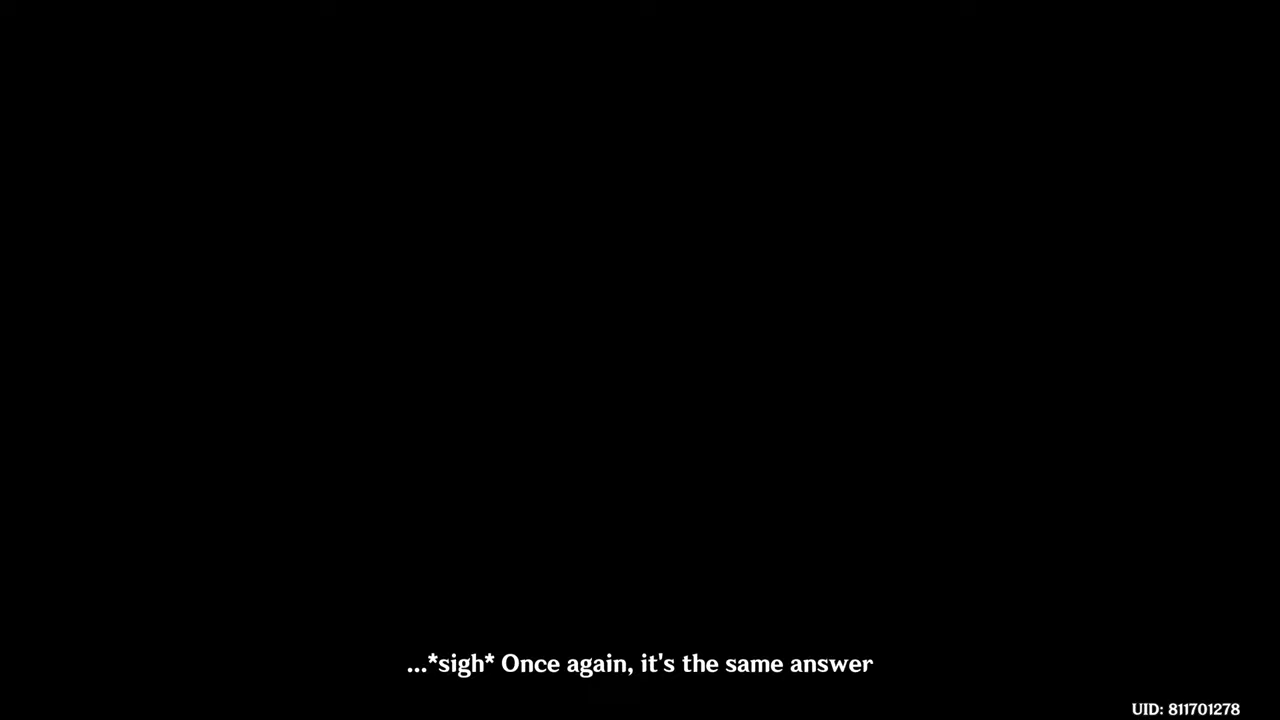 ...*sigh* Once again, it's the same answer
UID: 811701278